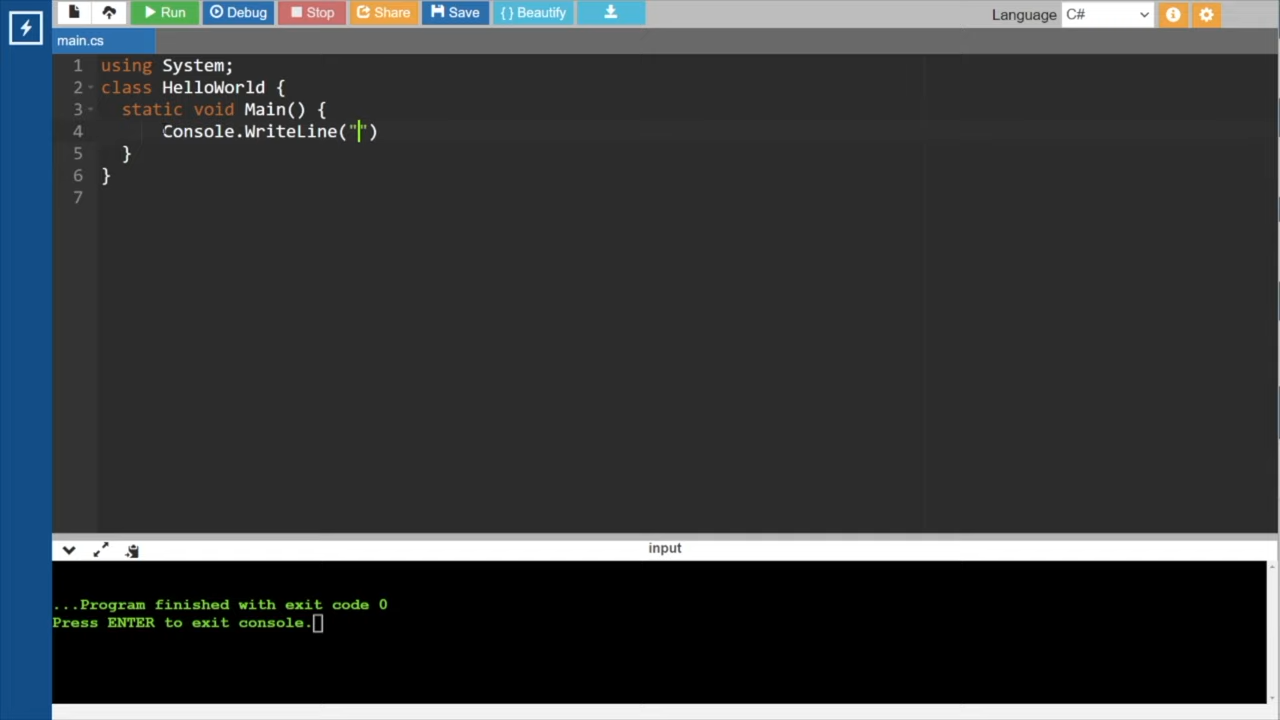 Run Debug Stop Share Save { } Beautify Language C#
main.cs
1 using System;
2 class HelloWorld {
3 static void Main() {
4 Console.WriteLine("")
5 }
6 }
7
input
...Program finished with exit code 0
Press ENTER to exit console.